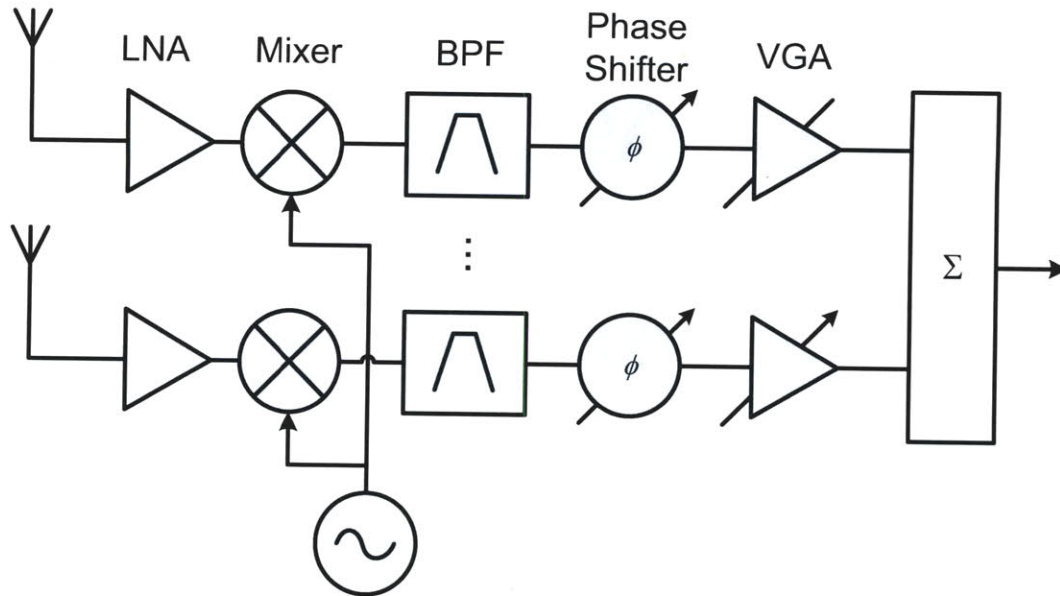 LNA
Mixer
BPF
Phase
Shifter
VGA
ϕ
⋮
Σ
ϕ